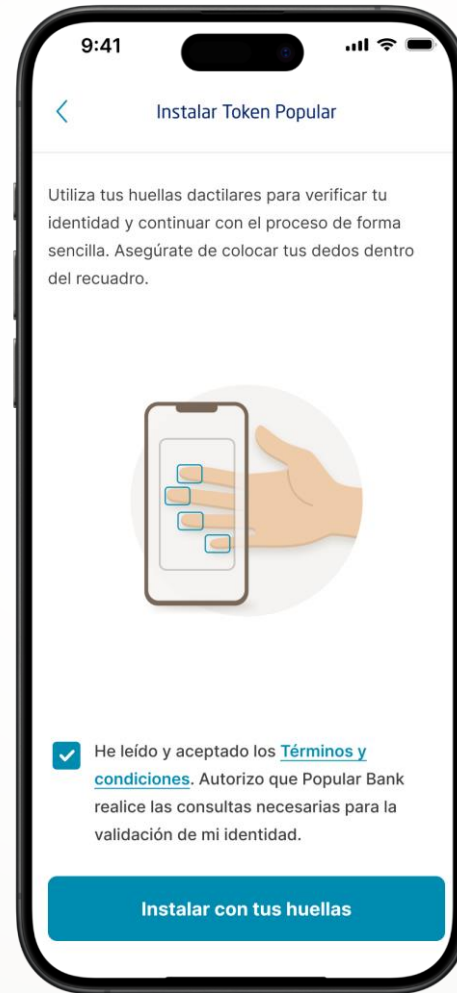 9:41
Instalar Token Popular
Utiliza tus huellas dactilares para verificar tu
identidad y continuar con el proceso de forma
sencilla. Asegúrate de colocar tus dedos dentro
del recuadro.
He leído y aceptado los Términos y
condiciones. Autorizo que Popular Bank
realice las consultas necesarias para la
validación de mi identidad.
Instalar con tus huellas